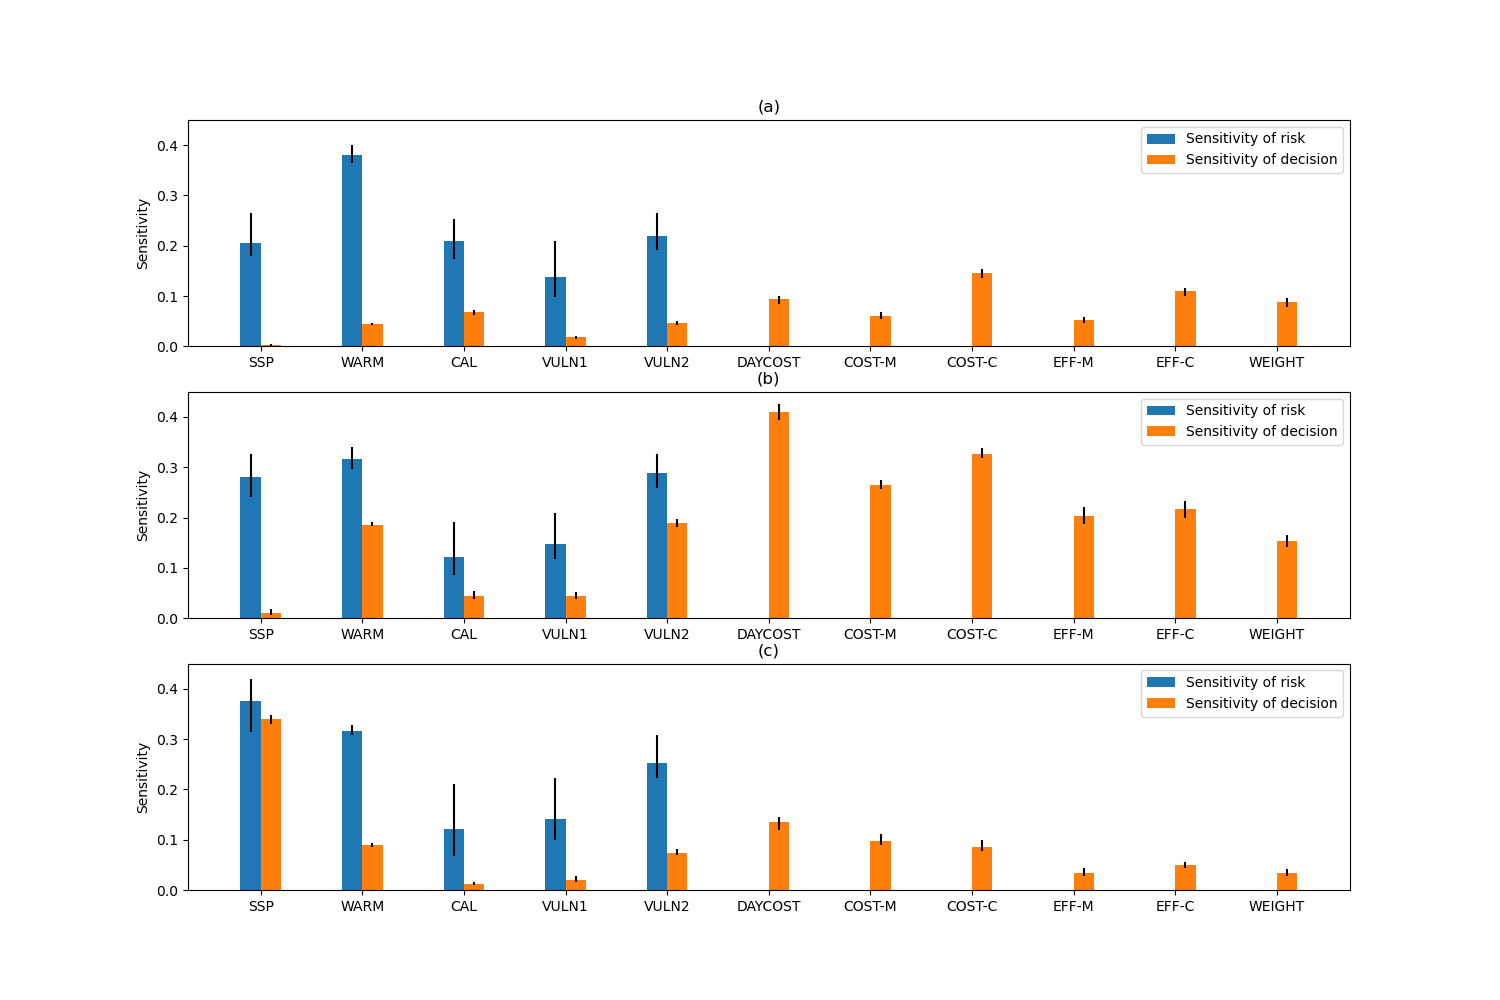 (a)
Sensitivity
0.4
0.3
0.2
0.1
0.0
Sensitivity of risk
Sensitivity of decision
SSP WARM CAL VULN1 VULN2 DAYCOST COST-M COST-C EFF-M EFF-C WEIGHT
(b)
Sensitivity
0.4
0.3
0.2
0.1
0.0
Sensitivity of risk
Sensitivity of decision
SSP WARM CAL VULN1 VULN2 DAYCOST COST-M COST-C EFF-M EFF-C WEIGHT
(c)
Sensitivity
0.4
0.3
0.2
0.1
0.0
Sensitivity of risk
Sensitivity of decision
SSP WARM CAL VULN1 VULN2 DAYCOST COST-M COST-C EFF-M EFF-C WEIGHT